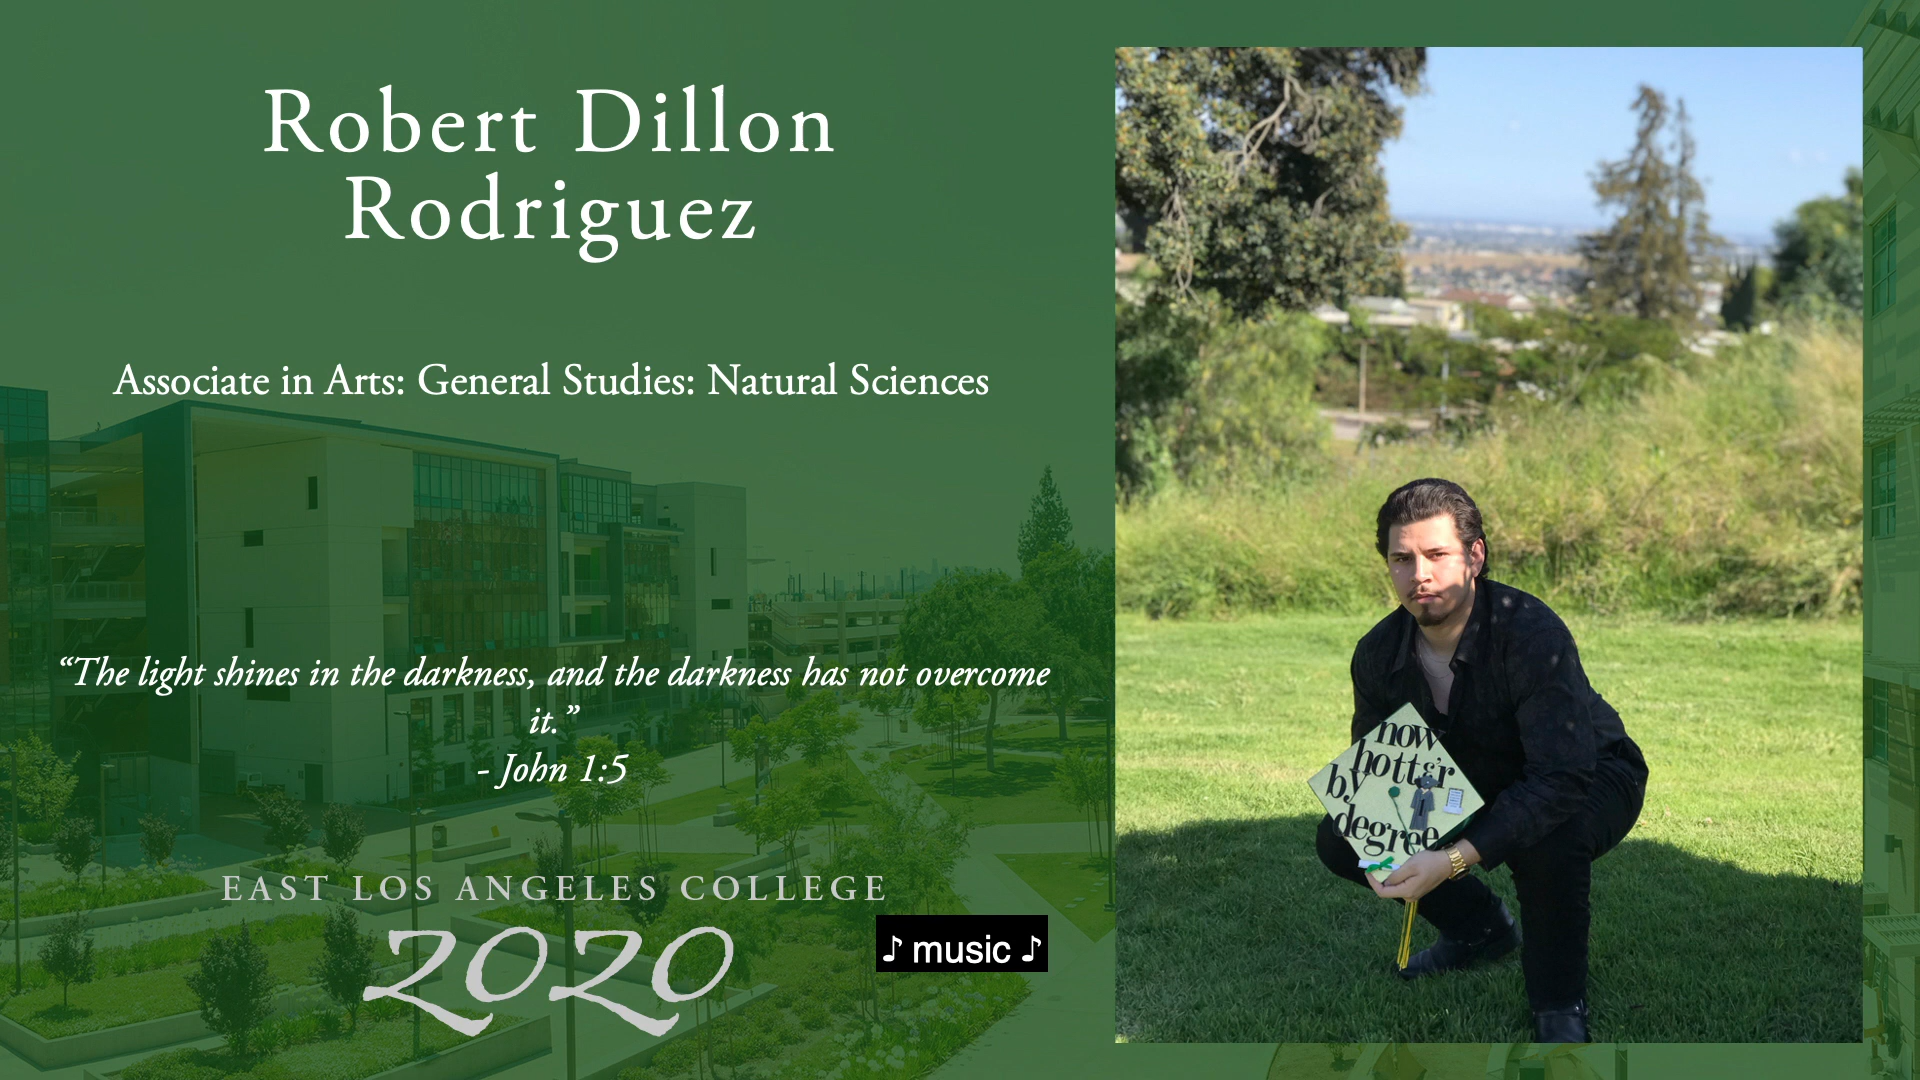 Robert Dillon
Rodriguez
Associate in Arts: General Studies: Natural Sciences
“The light shines in the darkness, and the darkness has not overcome
it.”
- John 1:5
EAST LOS ANGELES COLLEGE
2020
♪ music ♪
now
hotter
by
degree